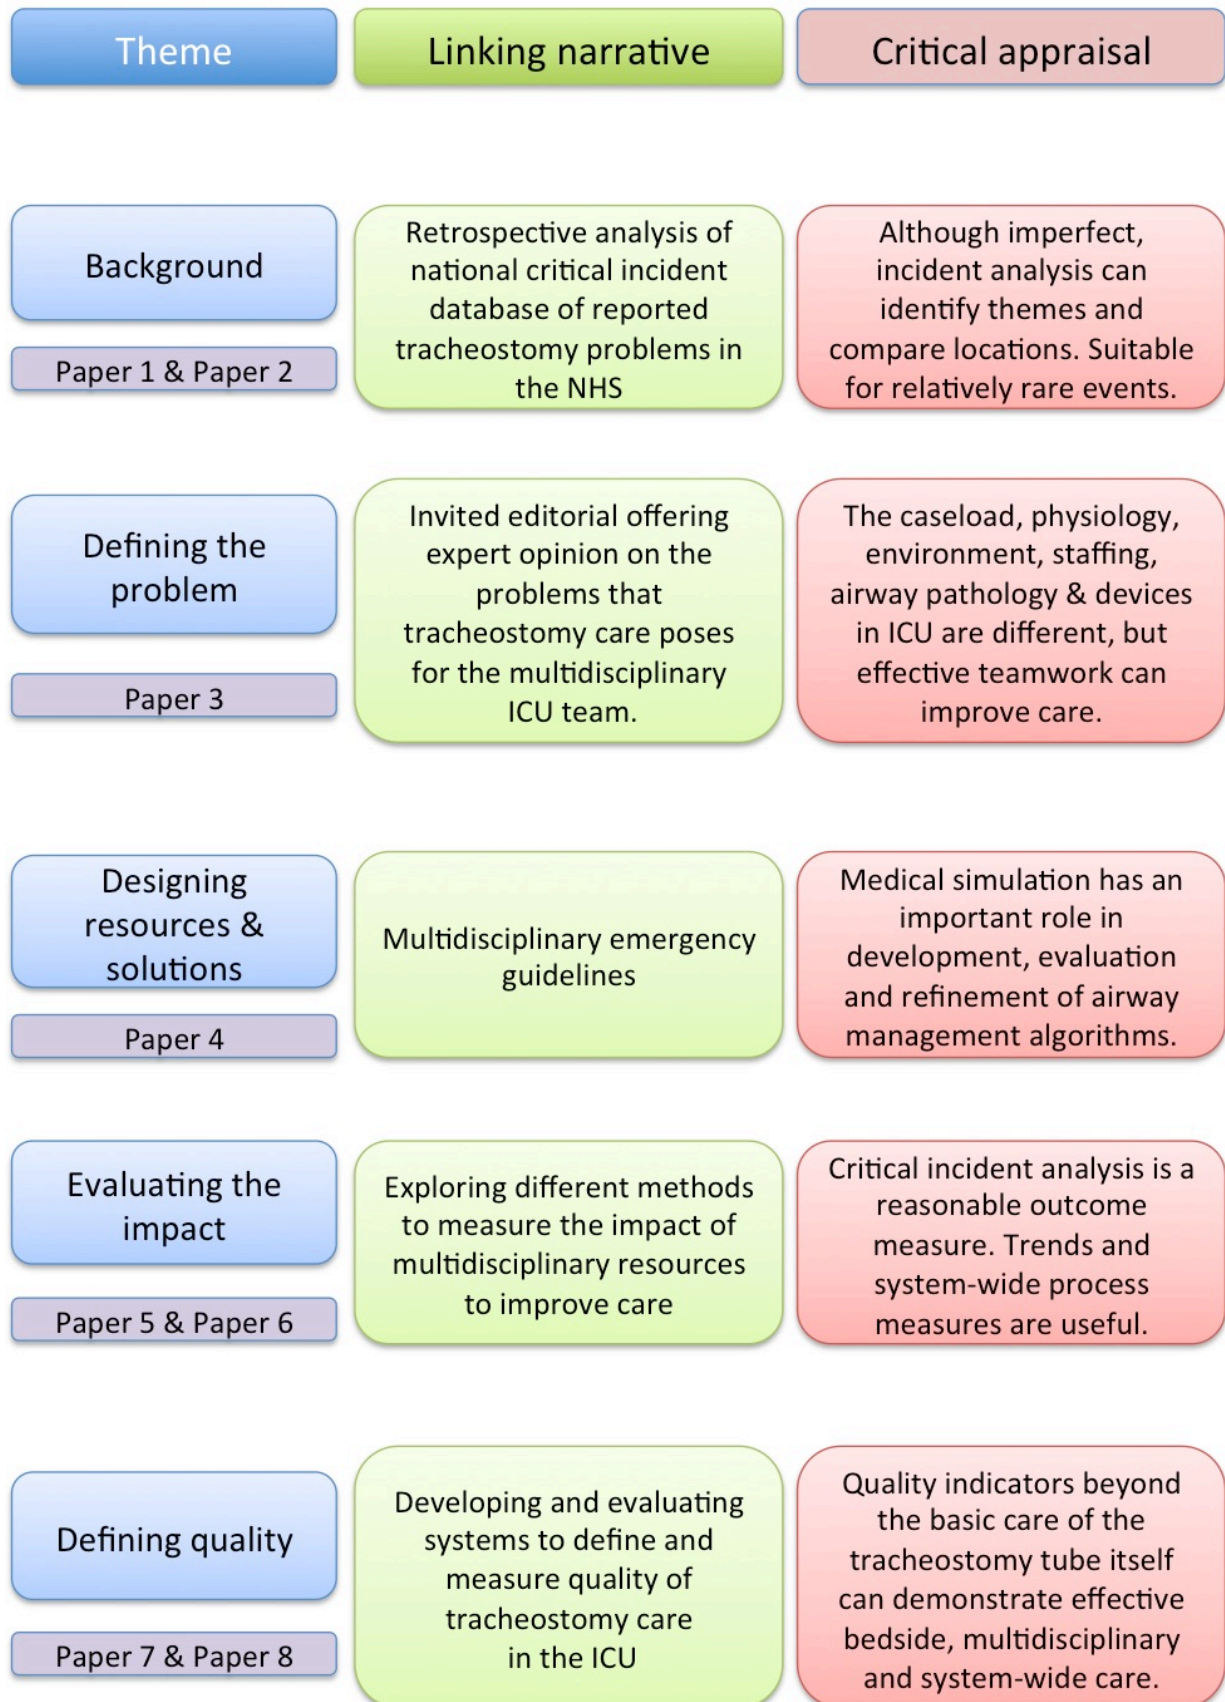 Theme
Linking narrative
Critical appraisal
Background
Paper 1 & Paper 2
Retrospective analysis of
national critical incident
database of reported
tracheostomy problems in
the NHS
Although imperfect,
incident analysis can
identify themes and
compare locations. Suitable
for relatively rare events.
Defining the
problem
Paper 3
Invited editorial offering
expert opinion on the
problems that
tracheostomy care poses
for the multidisciplinary
ICU team.
The caseload, physiology,
environment, staffing,
airway pathology & devices
in ICU are different, but
effective teamwork can
improve care.
Designing
resources &
solutions
Paper 4
Multidisciplinary emergency
guidelines
Medical simulation has an
important role in
development, evaluation
and refinement of airway
management algorithms.
Evaluating the
impact
Paper 5 & Paper 6
Exploring different methods
to measure the impact of
multidisciplinary resources
to improve care
Critical incident analysis is a
reasonable outcome
measure. Trends and
system-wide process
measures are useful.
Defining quality
Paper 7 & Paper 8
Developing and evaluating
systems to define and
measure quality of
tracheostomy care
in the ICU
Quality indicators beyond
the basic care of the
tracheostomy tube itself
can demonstrate effective
bedside, multidisciplinary
and system-wide care.